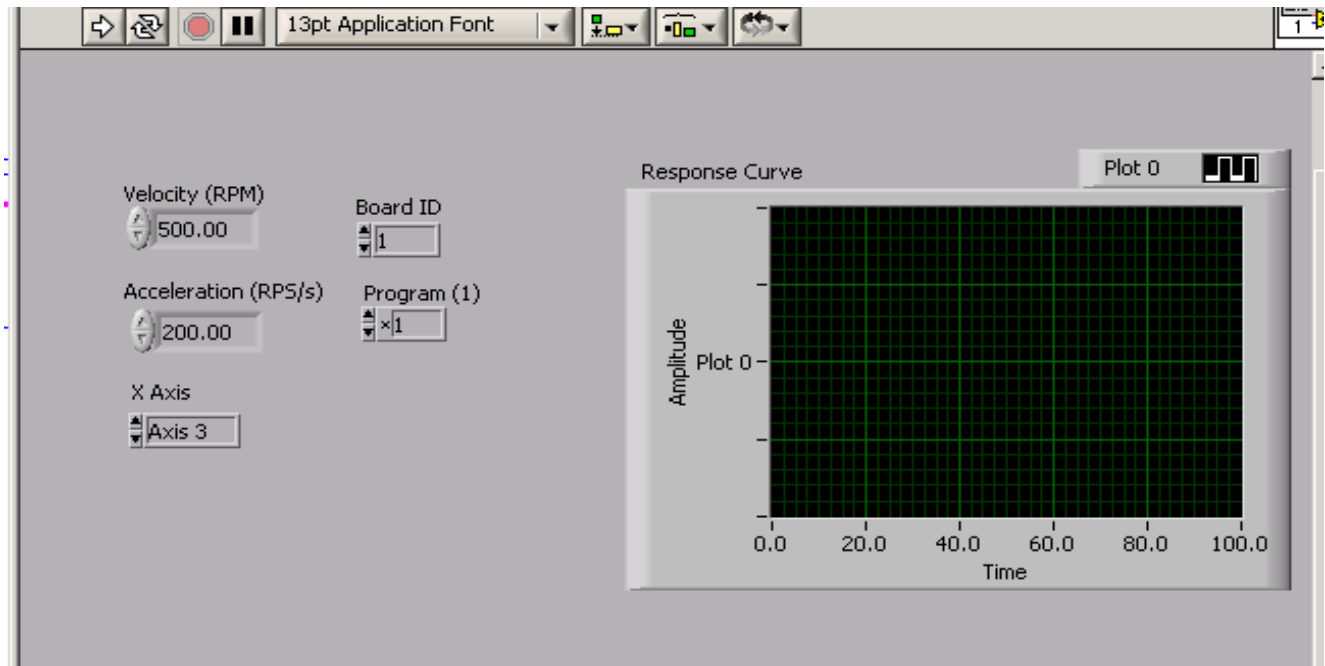 13pt Application Font
1
Velocity (RPM)
500.00
Board ID
1
Acceleration (RPS/s)
200.00
Program (1)
×1
X Axis
Axis 3
Response Curve
Plot 0
Amplitude
Plot 0
0.0 20.0 40.0 60.0 80.0 100.0
Time